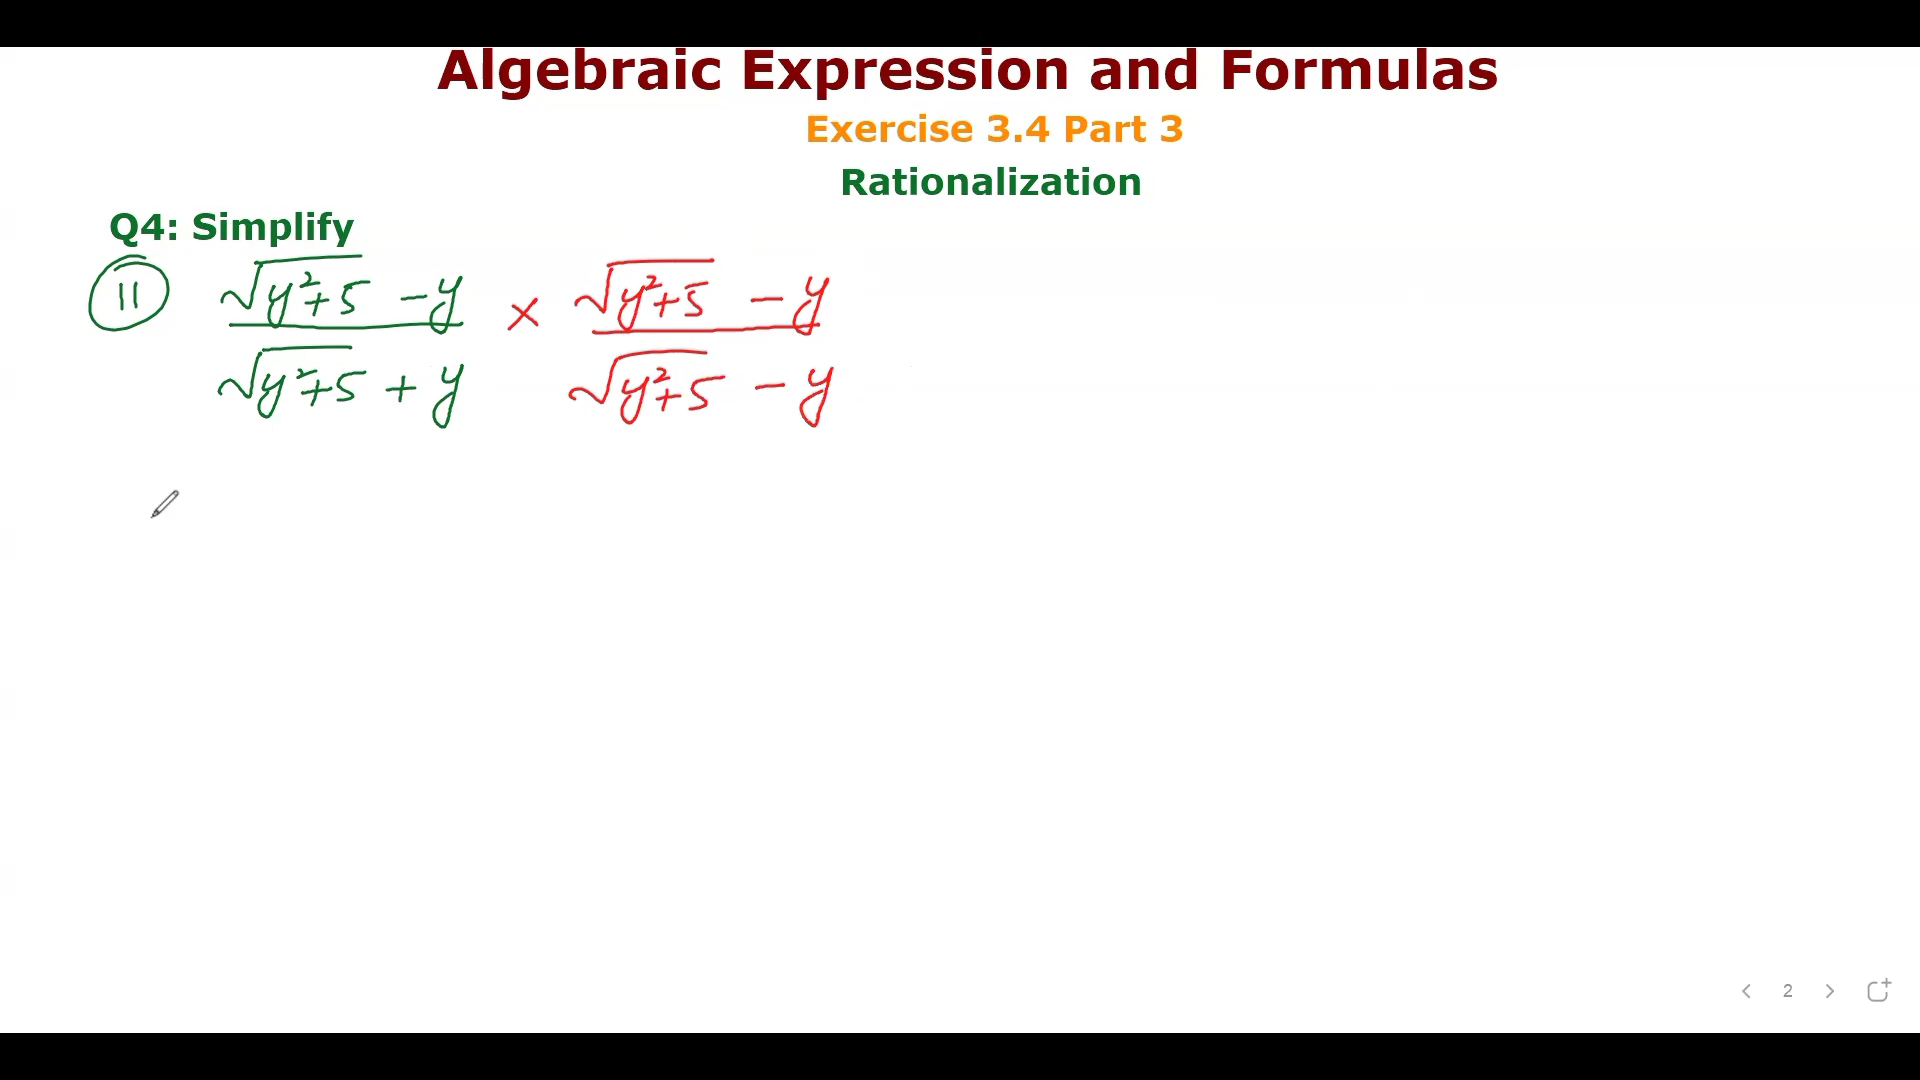 Algebraic Expression and Formulas
Exercise 3.4 Part 3
Rationalization
Q4: Simplify
11 √(y²+5) - y / √(y²+5) + y × √(y²+5) - y / √(y²+5) - y
2